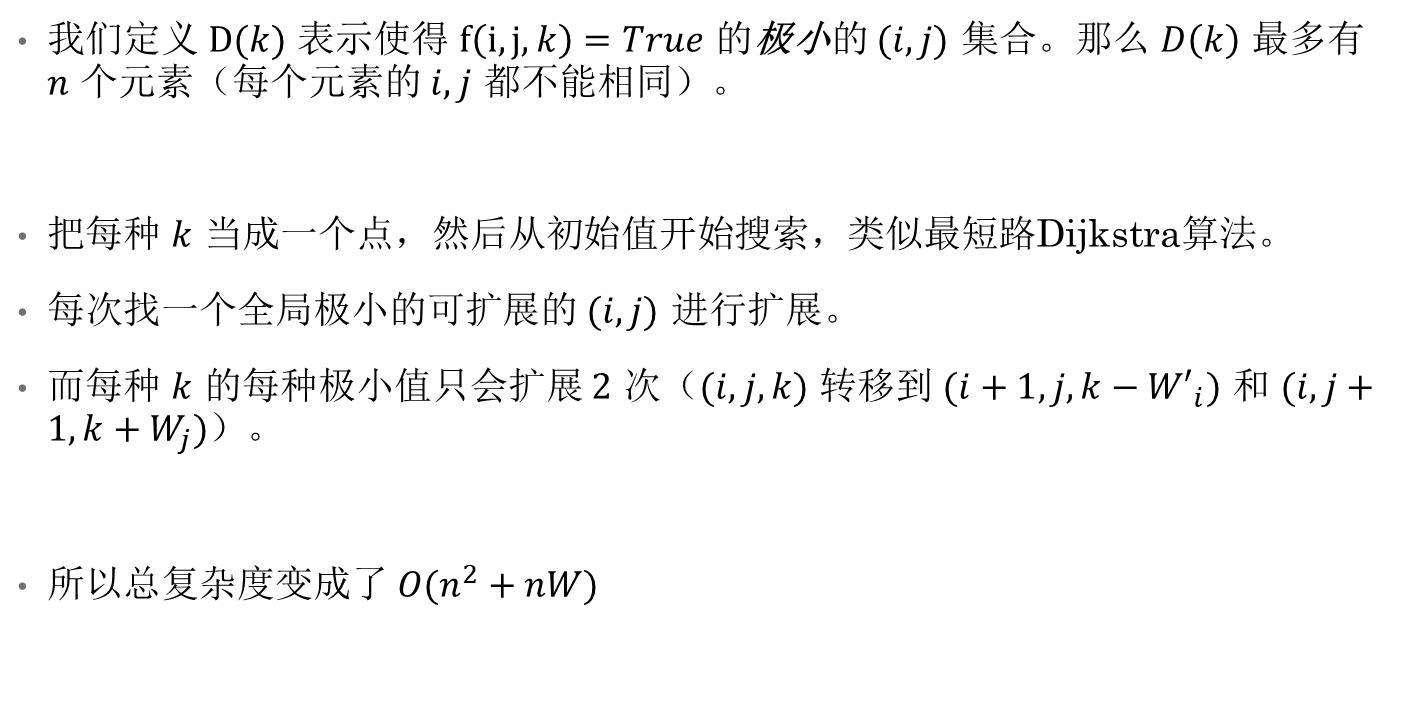 • 我们定义 D(k) 表示使得 f(i,j, k) = True 的极小的 (i, j) 集合。那么 D(k) 最多有
n 个元素（每个元素的 i, j 都不能相同）。
• 把每种 k 当成一个点，然后从初始值开始搜索，类似最短路Dijkstra算法。
• 每次找一个全局极小的可扩展的 (i, j) 进行扩展。
• 而每种 k 的每种极小值只会扩展 2 次（(i, j, k) 转移到 (i + 1, j, k − W′ᵢ) 和 (i, j +
1, k + Wⱼ)）。
• 所以总复杂度变成了 O(n² + nW)